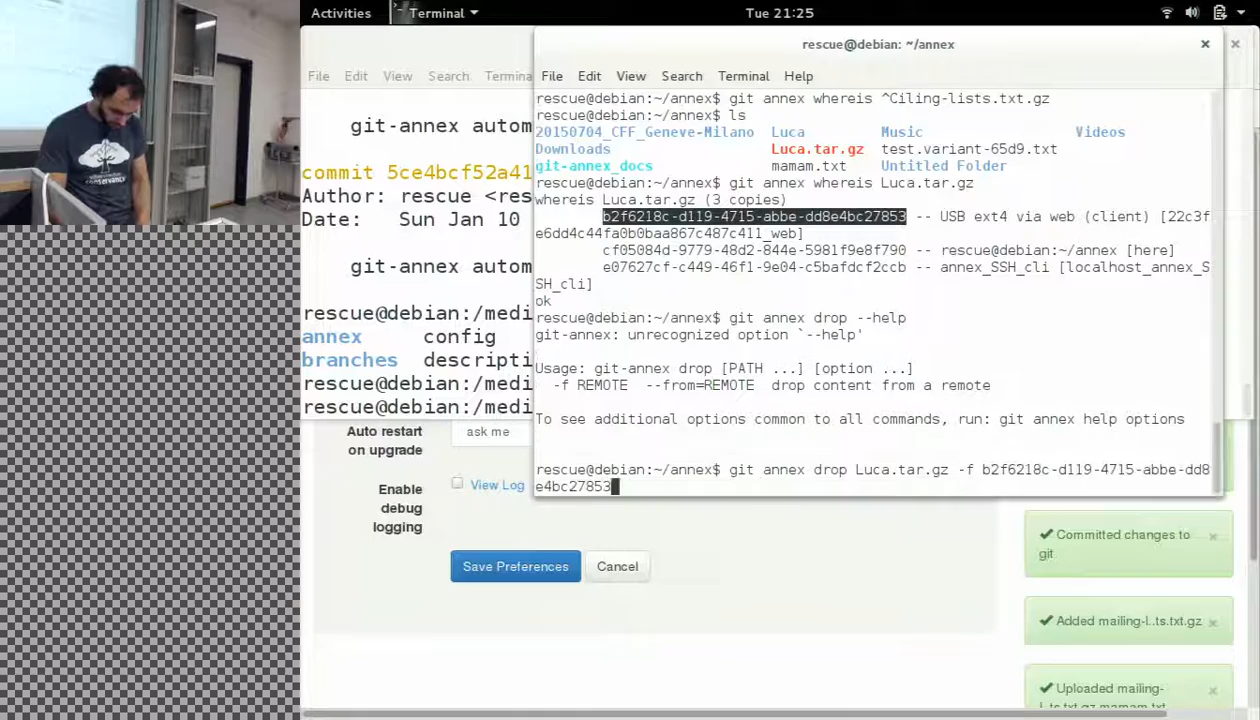 Activities
Terminal
Tue 21:25
rescue@debian: ~/annex
File Edit View Search Termina
File Edit View Search Terminal Help
git-annex autom
commit 5ce4bcf52a41
Author: rescue <res
Date: Sun Jan 10
git-annex autom
rescue@debian:/medi
annex config
branches descripti
rescue@debian:/medi
rescue@debian:/medi
rescue@debian:~/annex$ git annex whereis ^Ciling-lists.txt.gz
rescue@debian:~/annex$ ls
20150704_CFF_Geneve-Milano Luca Music Videos
Downloads Luca.tar.gz test.variant-65d9.txt
git-annex_docs mamam.txt Untitled Folder
rescue@debian:~/annex$ git annex whereis Luca.tar.gz
whereis Luca.tar.gz (3 copies)
b2f6218c-d119-4715-abbe-dd8e4bc27853 -- USB ext4 via web (client) [22c3f
e6dd4c44fa0b0baa867c487c411_web]
cf05084d-9779-48d2-844e-5981f9e8f790 -- rescue@debian:~/annex [here]
e07627cf-c449-46f1-9e04-c5bafdcf2ccb -- annex_SSH_cli [localhost_annex_S
SH_cli]
ok
rescue@debian:~/annex$ git annex drop --help
git-annex: unrecognized option `--help'
Usage: git-annex drop [PATH ...] [option ...]
-f REMOTE --from=REMOTE drop content from a remote
To see additional options common to all commands, run: git annex help options
rescue@debian:~/annex$ git annex drop Luca.tar.gz -f b2f6218c-d119-4715-abbe-dd8
e4bc27853
Auto restart
on upgrade
ask me
Enable
debug
logging
View Log
Save Preferences
Cancel
Committed changes to
git
Added mailing-l..ts.txt.gz
Uploaded mailing-
l..ts.txt.gz mamam.txt